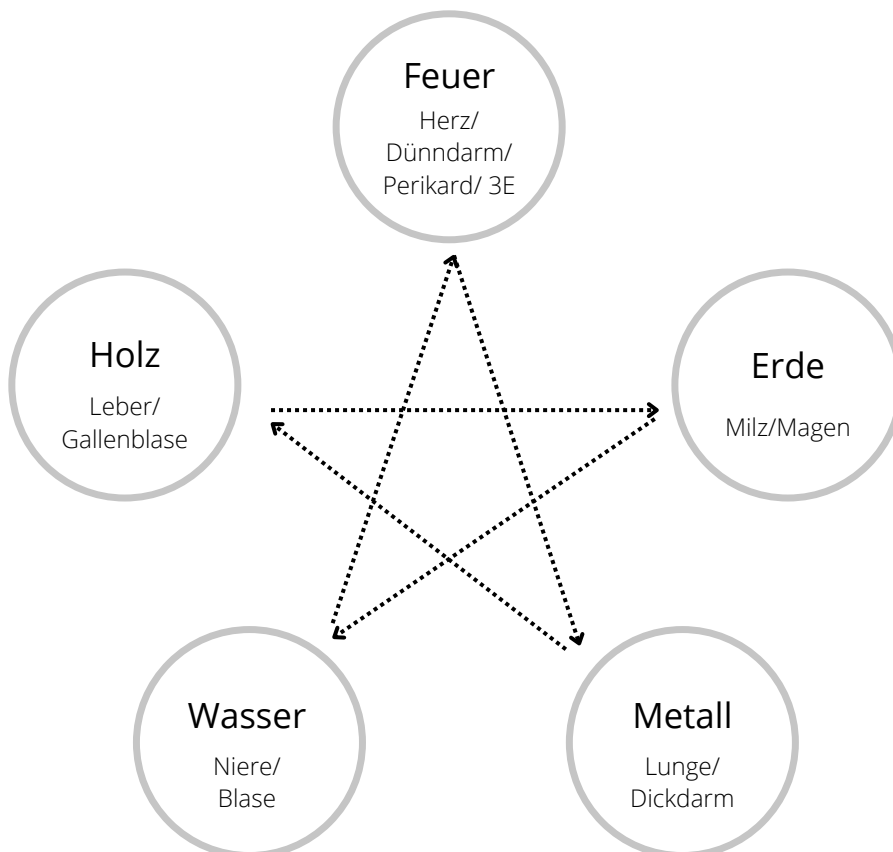 Feuer
Herz/
Dünndarm/
Perikard/ 3E
Holz
Leber/
Gallenblase
Erde
Milz/Magen
Wasser
Niere/
Blase
Metall
Lunge/
Dickdarm